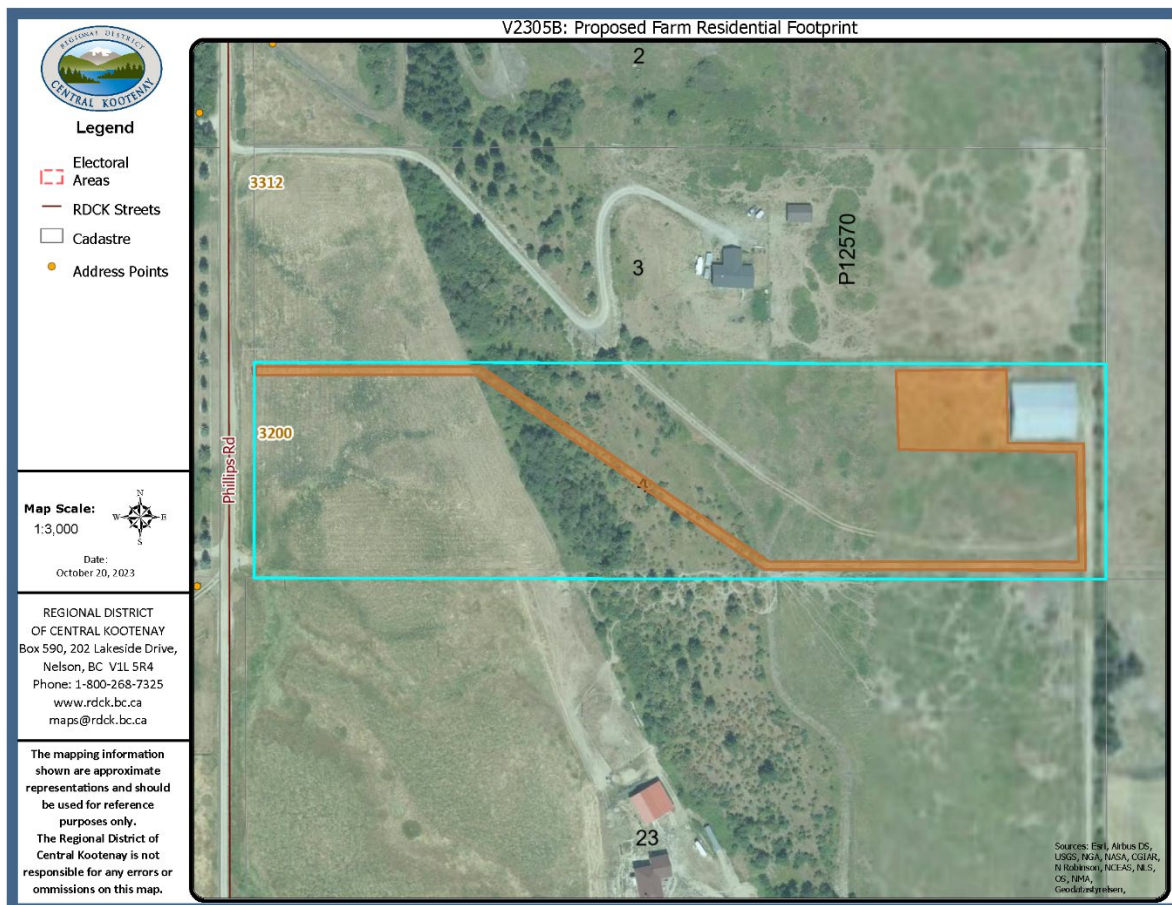 V2305B: Proposed Farm Residential Footprint
REGIONAL DISTRICT
CENTRAL KOOTENAY
Legend
Electoral
Areas
RDCK Streets
Cadastre
Address Points
Map Scale:
1:3,000
N
W E
S
Date:
October 20, 2023
REGIONAL DISTRICT
OF CENTRAL KOOTENAY
Box 590, 202 Lakeside Drive,
Nelson, BC V1L 5R4
Phone: 1-800-268-7325
www.rdck.bc.ca
maps@rdck.bc.ca
The mapping information
shown are approximate
representations and should
be used for reference
purposes only.
The Regional District of
Central Kootenay is not
responsible for any errors or
ommissions on this map.
2
3312
3
P12570
3200
Phillips Rd
4
23
Sources: Esri, Airbus DS,
USGS, NGA, NASA, CGIAR,
N Robinson, NCEAS, NLS,
OS, NMA,
Geodatastyrelsen,